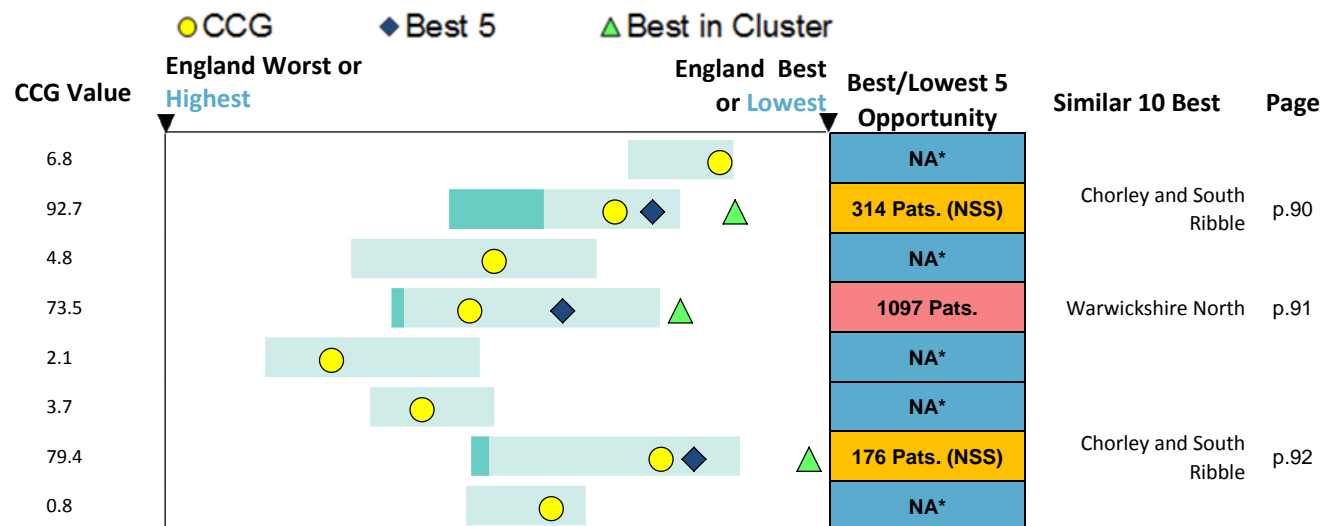 CCG Best 5 Best in Cluster
CCG Value England Worst or Highest England Best or Lowest Best/Lowest 5 Opportunity Similar 10 Best Page
6.8 NA*
92.7 314 Pats. (NSS) Chorley and South Ribble p.90
4.8 NA*
73.5 1097 Pats. Warwickshire North p.91
2.1 NA*
3.7 NA*
79.4 176 Pats. (NSS) Chorley and South Ribble p.92
0.8 NA*